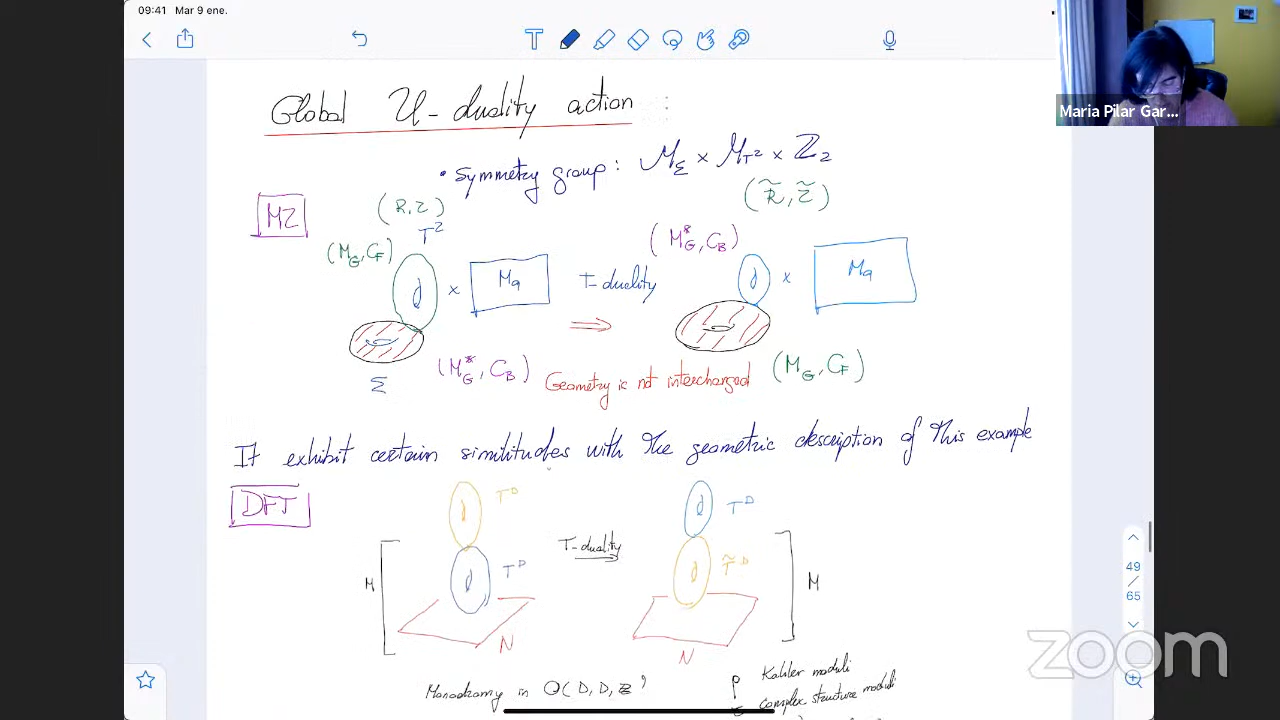 09:41 Mar 9 ene.
Maria Pilar Gar...
Global U-duality action :
• Symmetry group: M_Σ × M_T² × Z₂
MZ
(R, Z)
T²
(R̃, Z̃)
(M_G, C_F)
(M*_G, C_B)
× M₉
T-duality
⇒
× M₉
Σ
(M*_G, C_B)
Geometry is not interchanged
(M_G, C_F)
It exhibit certain similitudes with the geometric description of this example
DFT
T^D
T-duality
T^D
M
T^D
T̃^D
M
N
N
49
/
65
Monodromy in O(D, D, Z)
ρ Kahler moduli
complex structure moduli
zoom